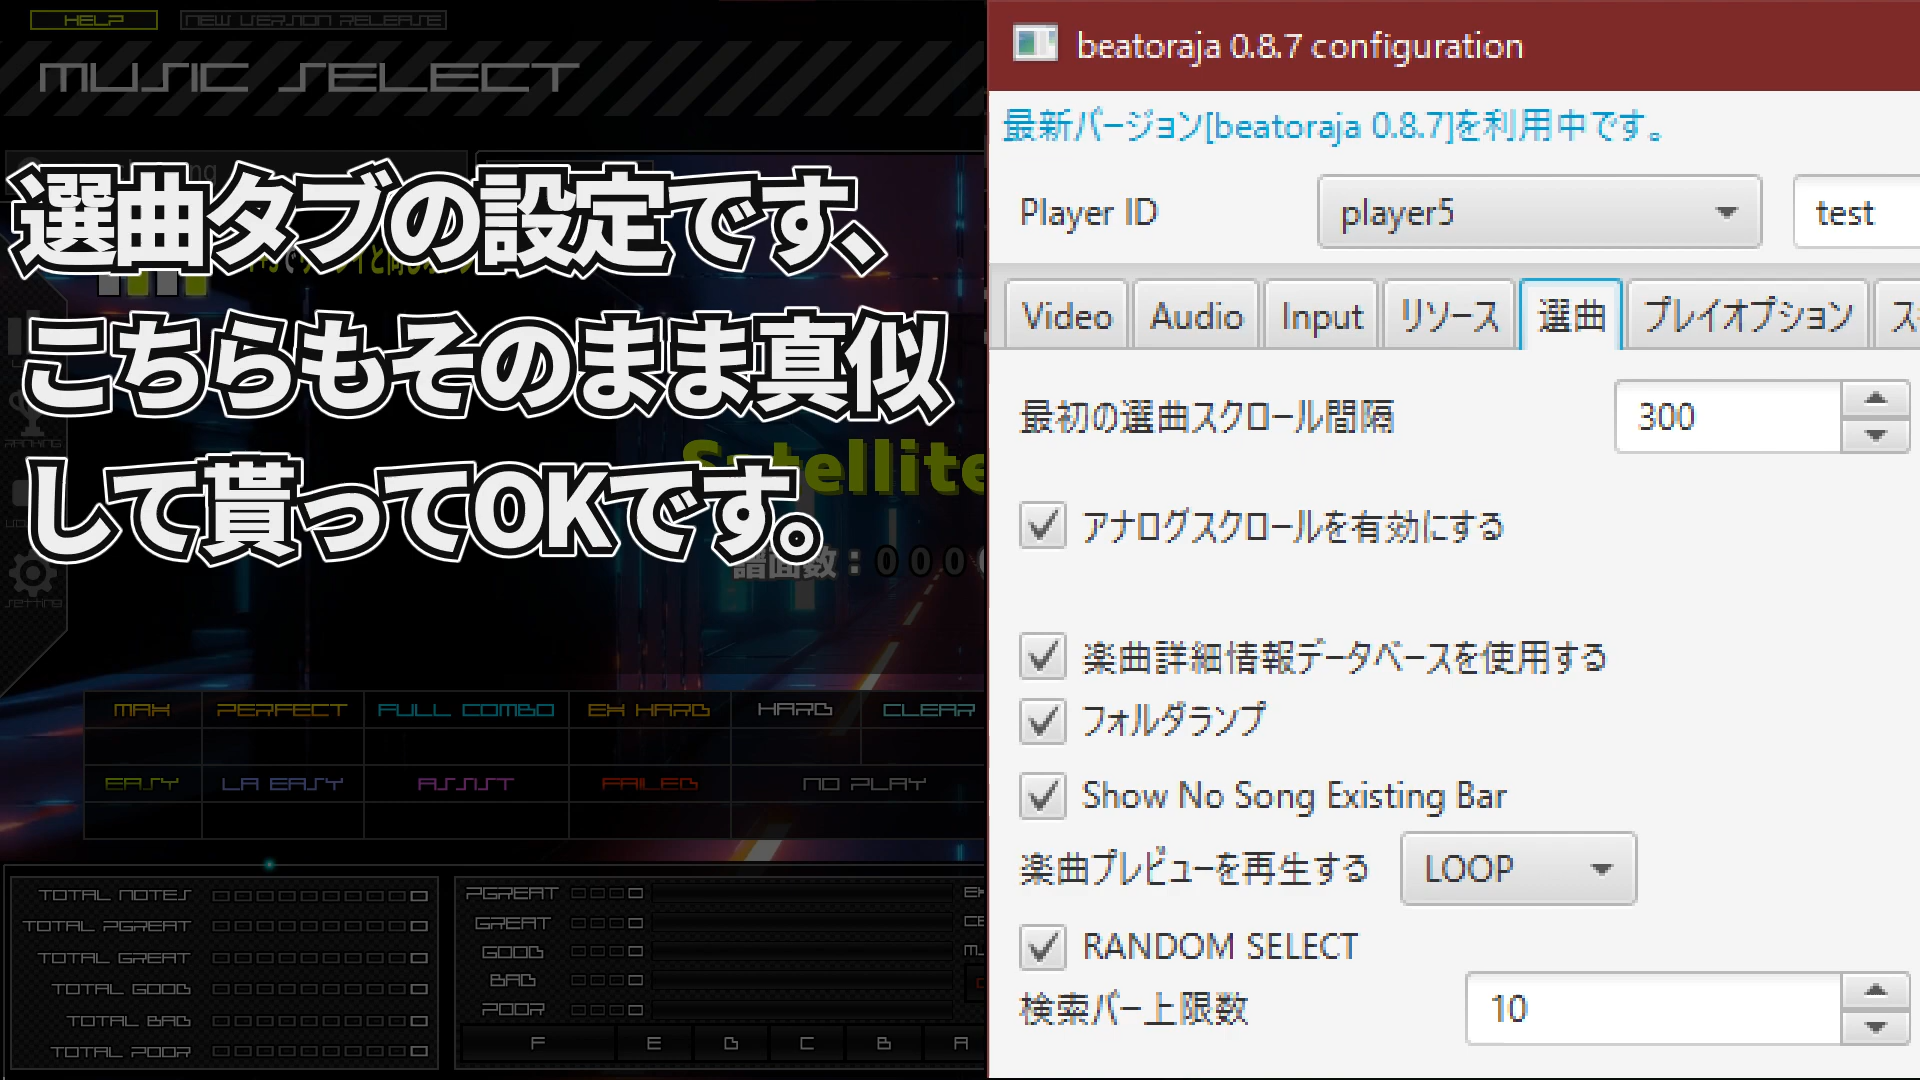 HELP
NEW VERSION RELEASE
MUSIC SELECT
選曲タブの設定です、
こちらもそのまま真似
して貰ってOKです。
Satellite
譜面数：000
RANKING
SETTING
MAX
PERFECT
FULL COMBO
EX HARD
HARD
CLEAR
EASY
LA EASY
ASSIST
FAILED
NO PLAY
TOTAL NOTES
TOTAL PGREAT
TOTAL GREAT
TOTAL GOOD
TOTAL BAD
TOTAL POOR
PGREAT
GREAT
GOOD
BAD
POOR
F E D C B A
beatoraja 0.8.7 configuration
最新バージョン[beatoraja 0.8.7]を利用中です。
Player ID player5 test
Video Audio Input リソース 選曲 プレイオプション ス
最初の選曲スクロール間隔 300
アナログスクロールを有効にする
楽曲詳細情報データベースを使用する
フォルダランプ
Show No Song Existing Bar
楽曲プレビューを再生する LOOP
RANDOM SELECT
検索バー上限数 10